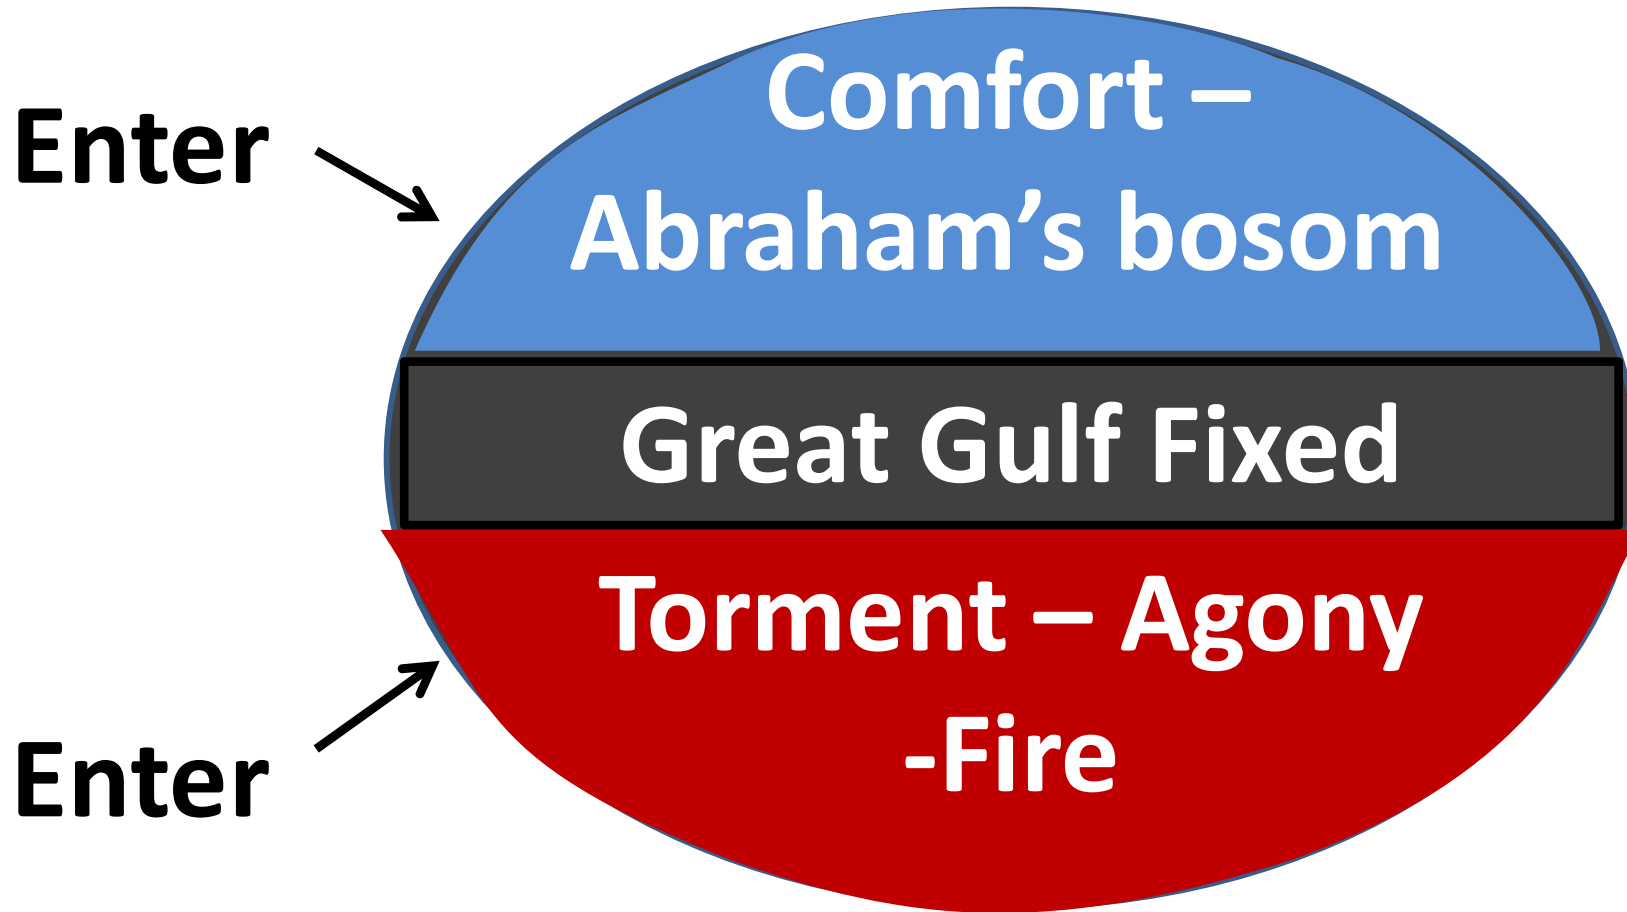 Enter
Comfort –
Abraham’s bosom
Great Gulf Fixed
Torment – Agony
-Fire
Enter